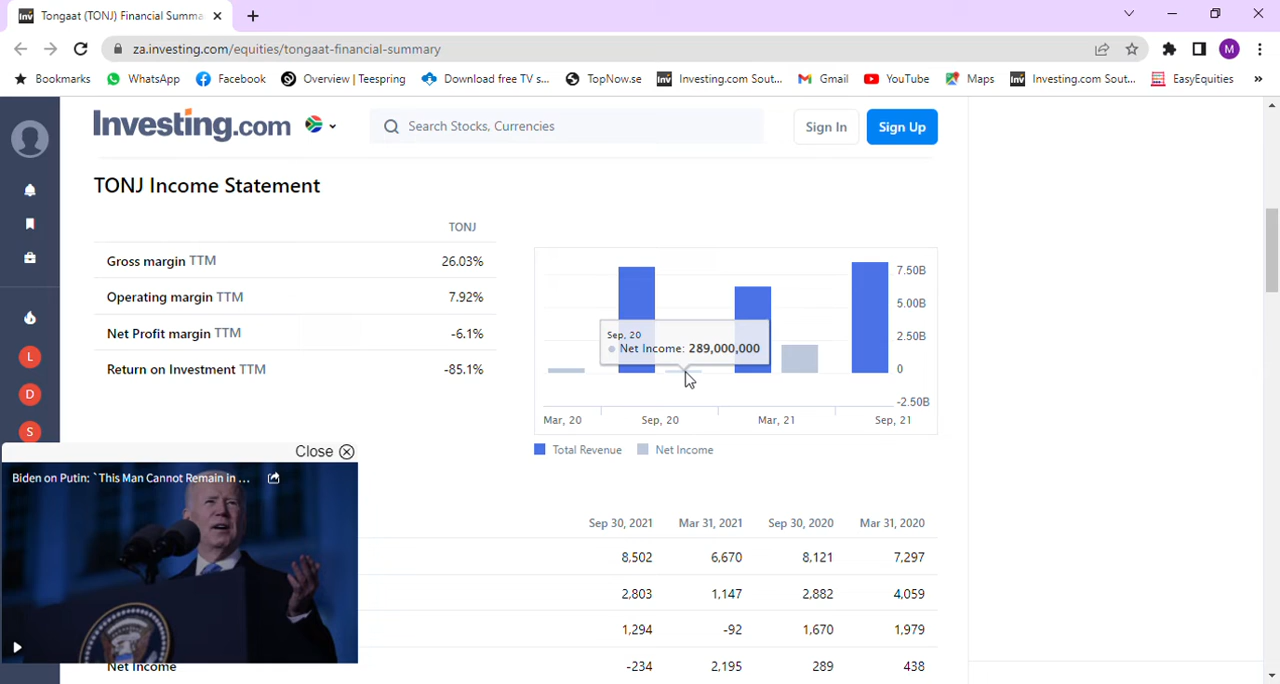 Tongaat (TONJ) Financial Summa
za.investing.com/equities/tongaat-financial-summary
M
Bookmarks WhatsApp Facebook Overview | Teespring Download free TV s... TopNow.se Investing.com Sout... Gmail YouTube Maps Investing.com Sout... EasyEquities »
Investing.com Search Stocks, Currencies Sign In Sign Up
TONJ Income Statement
TONJ
Gross margin TTM 26.03%
Operating margin TTM 7.92%
Net Profit margin TTM -6.1%
Return on Investment TTM -85.1%
7.50B
5.00B
2.50B
0
-2.50B
Sep, 20
Net Income: 289,000,000
Mar, 20 Sep, 20 Mar, 21 Sep, 21
Total Revenue Net Income
L
D
S
Close
Biden on Putin: `This Man Cannot Remain in ...
Sep 30, 2021 Mar 31, 2021 Sep 30, 2020 Mar 31, 2020
8,502 6,670 8,121 7,297
2,803 1,147 2,882 4,059
1,294 -92 1,670 1,979
Net Income -234 2,195 289 438